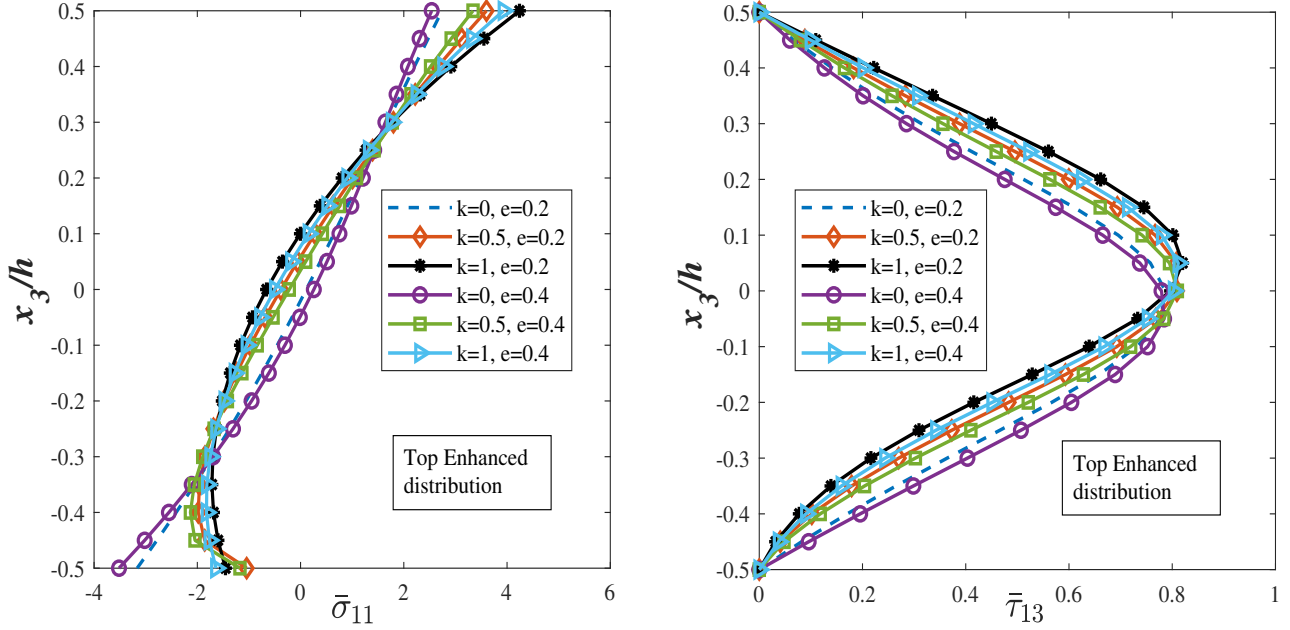 0.5
0.4
0.3
0.2
0.1
0
-0.1
-0.2
-0.3
-0.4
-0.5
x_3/h
k=0, e=0.2
k=0.5, e=0.2
k=1, e=0.2
k=0, e=0.4
k=0.5, e=0.4
k=1, e=0.4
Top Enhanced
distribution
-4 -2 0 2 4 6
σ̄_11
0.5
0.4
0.3
0.2
0.1
0
-0.1
-0.2
-0.3
-0.4
-0.5
x_3/h
k=0, e=0.2
k=0.5, e=0.2
k=1, e=0.2
k=0, e=0.4
k=0.5, e=0.4
k=1, e=0.4
Top Enhanced
distribution
0 0.2 0.4 0.6 0.8 1
τ̄_13